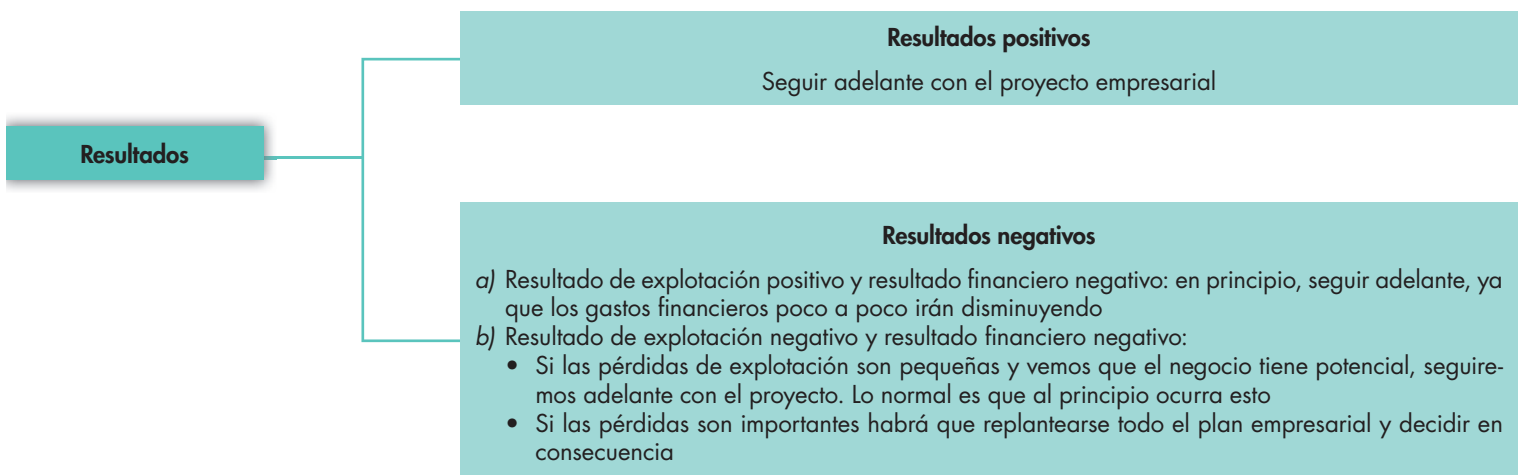 Resultados positivos
Seguir adelante con el proyecto empresarial
Resultados
Resultados negativos
a) Resultado de explotación positivo y resultado financiero negativo: en principio, seguir adelante, ya
que los gastos financieros poco a poco irán disminuyendo
b) Resultado de explotación negativo y resultado financiero negativo:
• Si las pérdidas de explotación son pequeñas y vemos que el negocio tiene potencial, seguire-
mos adelante con el proyecto. Lo normal es que al principio ocurra esto
• Si las pérdidas son importantes habrá que replantearse todo el plan empresarial y decidir en
consecuencia